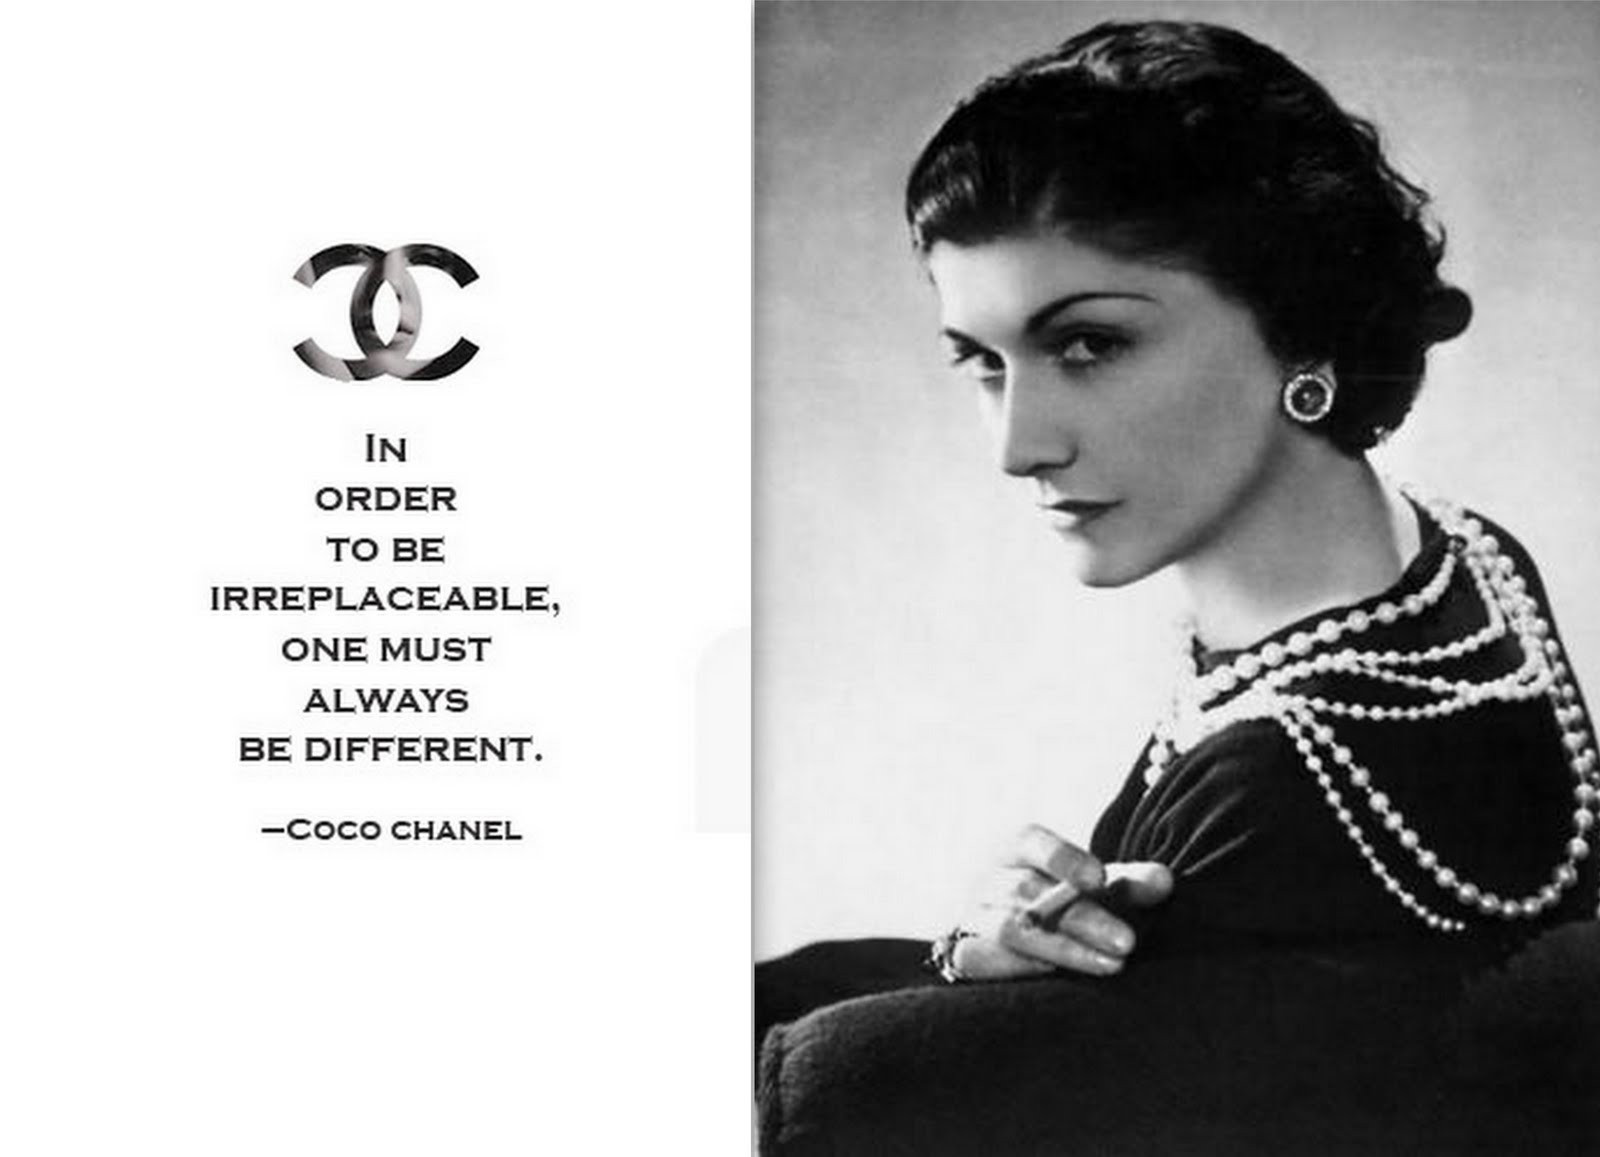 In
order
to be
irreplaceable,
one must
always
be different.
—Coco chanel